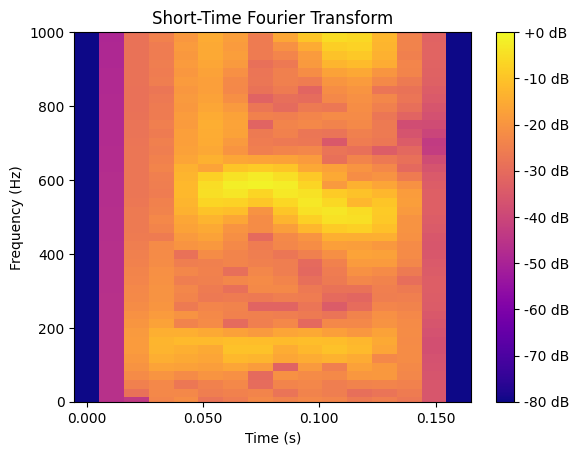 Short-Time Fourier Transform
1000
800
600
400
200
0
Frequency (Hz)
0.000
0.050
0.100
0.150
Time (s)
+0 dB
-10 dB
-20 dB
-30 dB
-40 dB
-50 dB
-60 dB
-70 dB
-80 dB